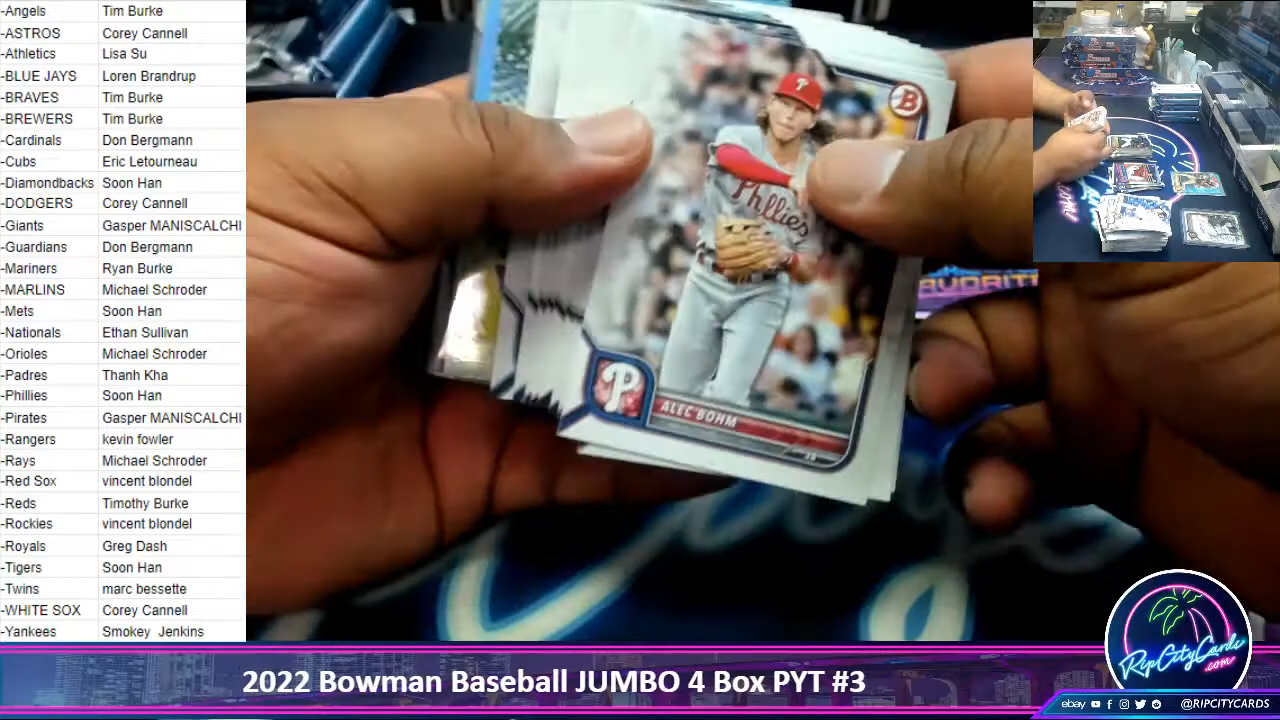 -Angels Tim Burke
-ASTROS Corey Cannell
-Athletics Lisa Su
-BLUE JAYS Loren Brandrup
-BRAVES Tim Burke
-BREWERS Tim Burke
-Cardinals Don Bergmann
-Cubs Eric Letourneau
-Diamondbacks Soon Han
-DODGERS Corey Cannell
-Giants Gasper MANISCALCHI
-Guardians Don Bergmann
-Mariners Ryan Burke
-MARLINS Michael Schroder
-Mets Soon Han
-Nationals Ethan Sullivan
-Orioles Michael Schroder
-Padres Thanh Kha
-Phillies Soon Han
-Pirates Gasper MANISCALCHI
-Rangers kevin fowler
-Rays Michael Schroder
-Red Sox vincent blondel
-Reds Timothy Burke
-Rockies vincent blondel
-Royals Greg Dash
-Tigers Soon Han
-Twins marc bessette
-WHITE SOX Corey Cannell
-Yankees Smokey Jenkins
P
B
Phillies
P
ALEC BOHM
3B
RipCityCards
.com
2022 Bowman Baseball JUMBO 4 Box PYT #3
ebay @RIPCITYCARDS